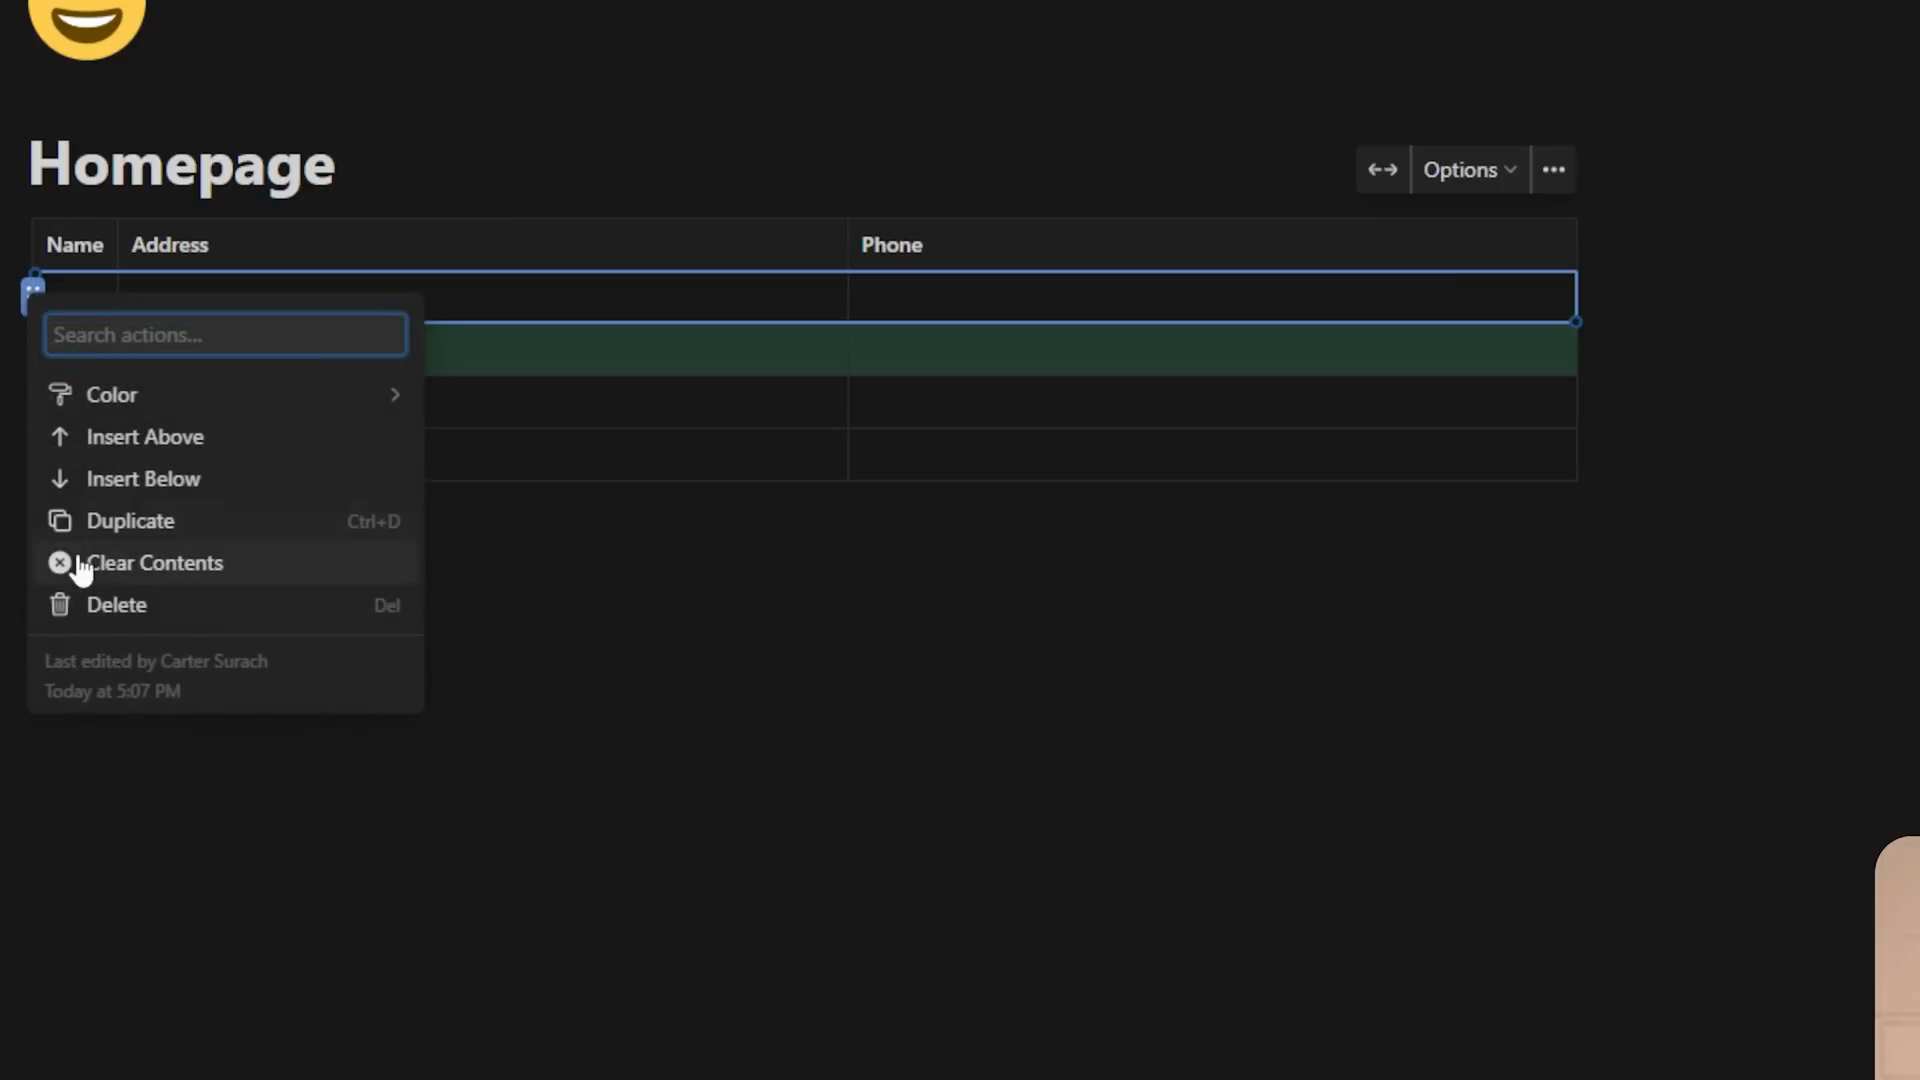 Homepage
Options
Name Address Phone
Search actions...
Color
Insert Above
Insert Below
Duplicate Ctrl+D
Clear Contents
Delete Del
Last edited by Carter Surach
Today at 5:07 PM